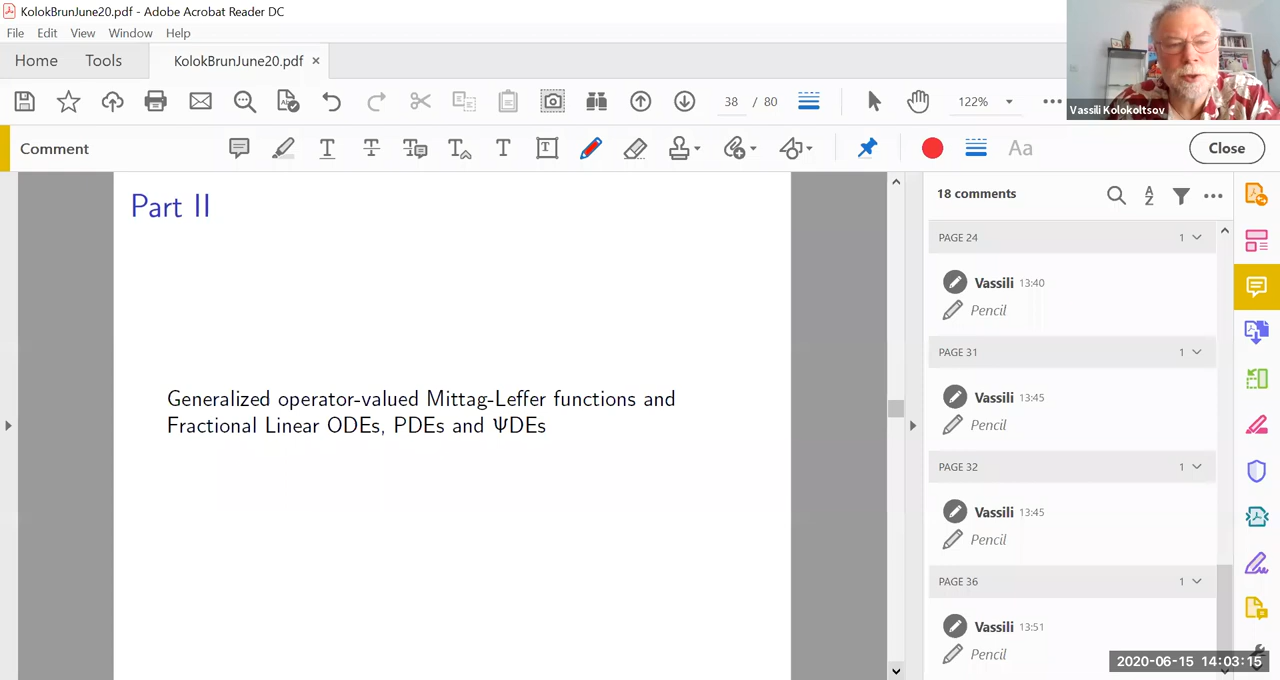 KolokBrunJune20.pdf - Adobe Acrobat Reader DC
File Edit View Window Help
Home Tools KolokBrunJune20.pdf ×
38 / 80 122%
Vassili Kolokoltsov
Comment Aa Close
Part II
Generalized operator-valued Mittag-Leffer functions and
Fractional Linear ODEs, PDEs and ΨDEs
18 comments
PAGE 24 1
Vassili 13:40
Pencil
PAGE 31 1
Vassili 13:45
Pencil
PAGE 32 1
Vassili 13:45
Pencil
PAGE 36 1
Vassili 13:51
Pencil
2020-06-15 14:03:15